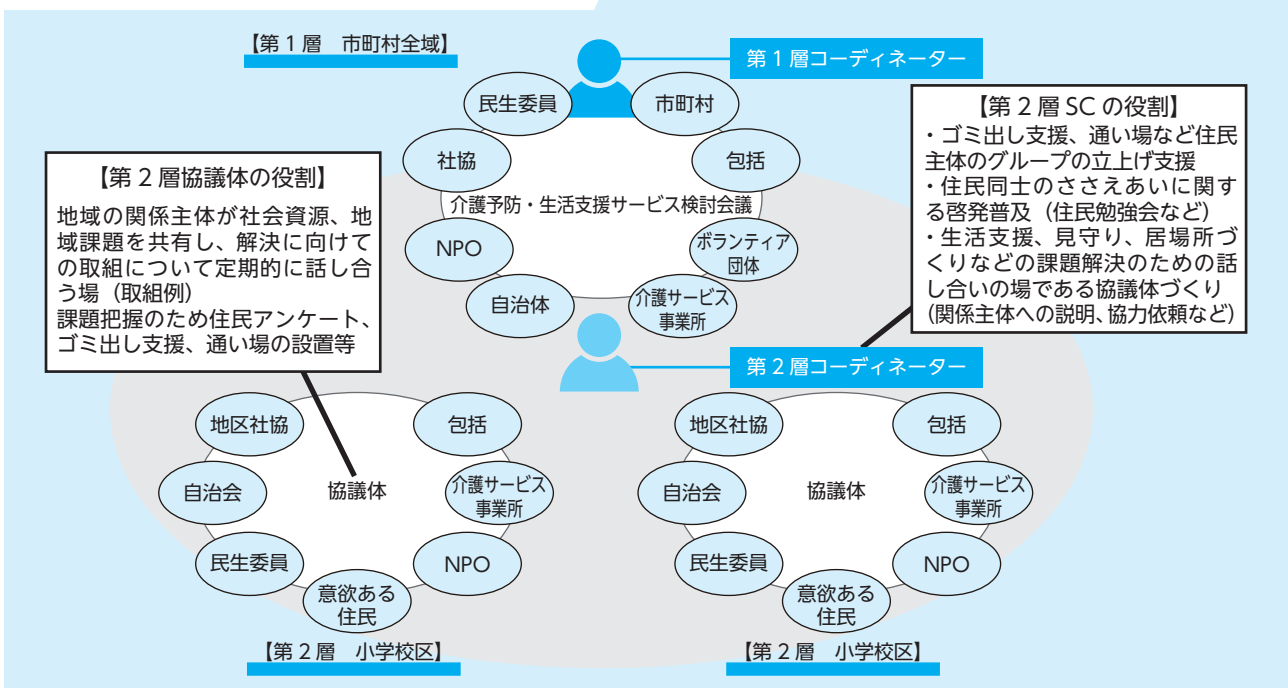 【第1層 市町村全域】
第1層コーディネーター
民生委員
市町村
社協
包括
介護予防・生活支援サービス検討会議
NPO
ボランティア
団体
自治体
介護サービス
事業所
【第2層協議体の役割】
地域の関係主体が社会資源、地
域課題を共有し、解決に向けて
の取組について定期的に話し合
う場(取組例)
課題把握のため住民アンケート、
ゴミ出し支援、通い場の設置等
【第2層SCの役割】
・ゴミ出し支援、通い場など住民
主体のグループの立上げ支援
・住民同士のささえあいに関す
る啓発普及(住民勉強会など)
・生活支援、見守り、居場所づ
くりなどの課題解決のための話
し合いの場である協議体づくり
(関係主体への説明、協力依頼など)
第2層コーディネーター
地区社協
包括
自治会
協議体
介護サービス
事業所
民生委員
NPO
意欲ある
住民
【第2層 小学校区】
地区社協
包括
自治会
協議体
介護サービス
事業所
民生委員
NPO
意欲ある
住民
【第2層 小学校区】